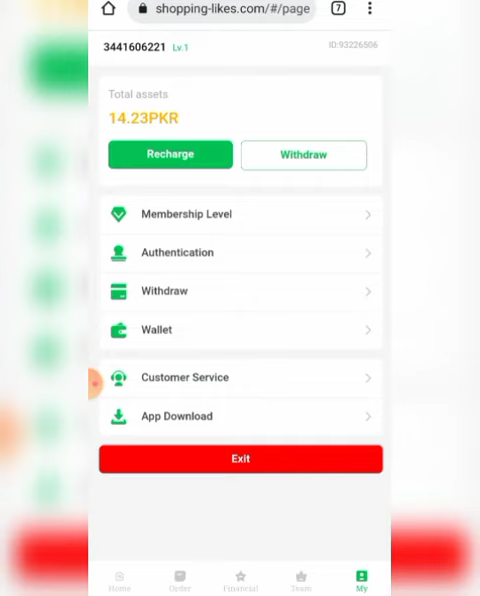 shopping-likes.com/#/page
7
3441606221 Lv.1
ID:93226506
Total assets
14.23PKR
Recharge
Withdraw
Membership Level
Authentication
Withdraw
Wallet
Customer Service
App Download
Exit
Home
Order
Financial
Team
My